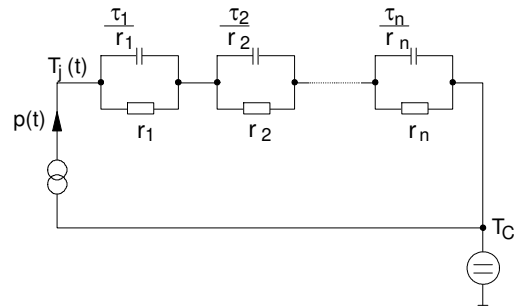 τ1 τ2 τn
r1 r2 rn
Tj (t)
r1 r2 rn
p(t)
TC